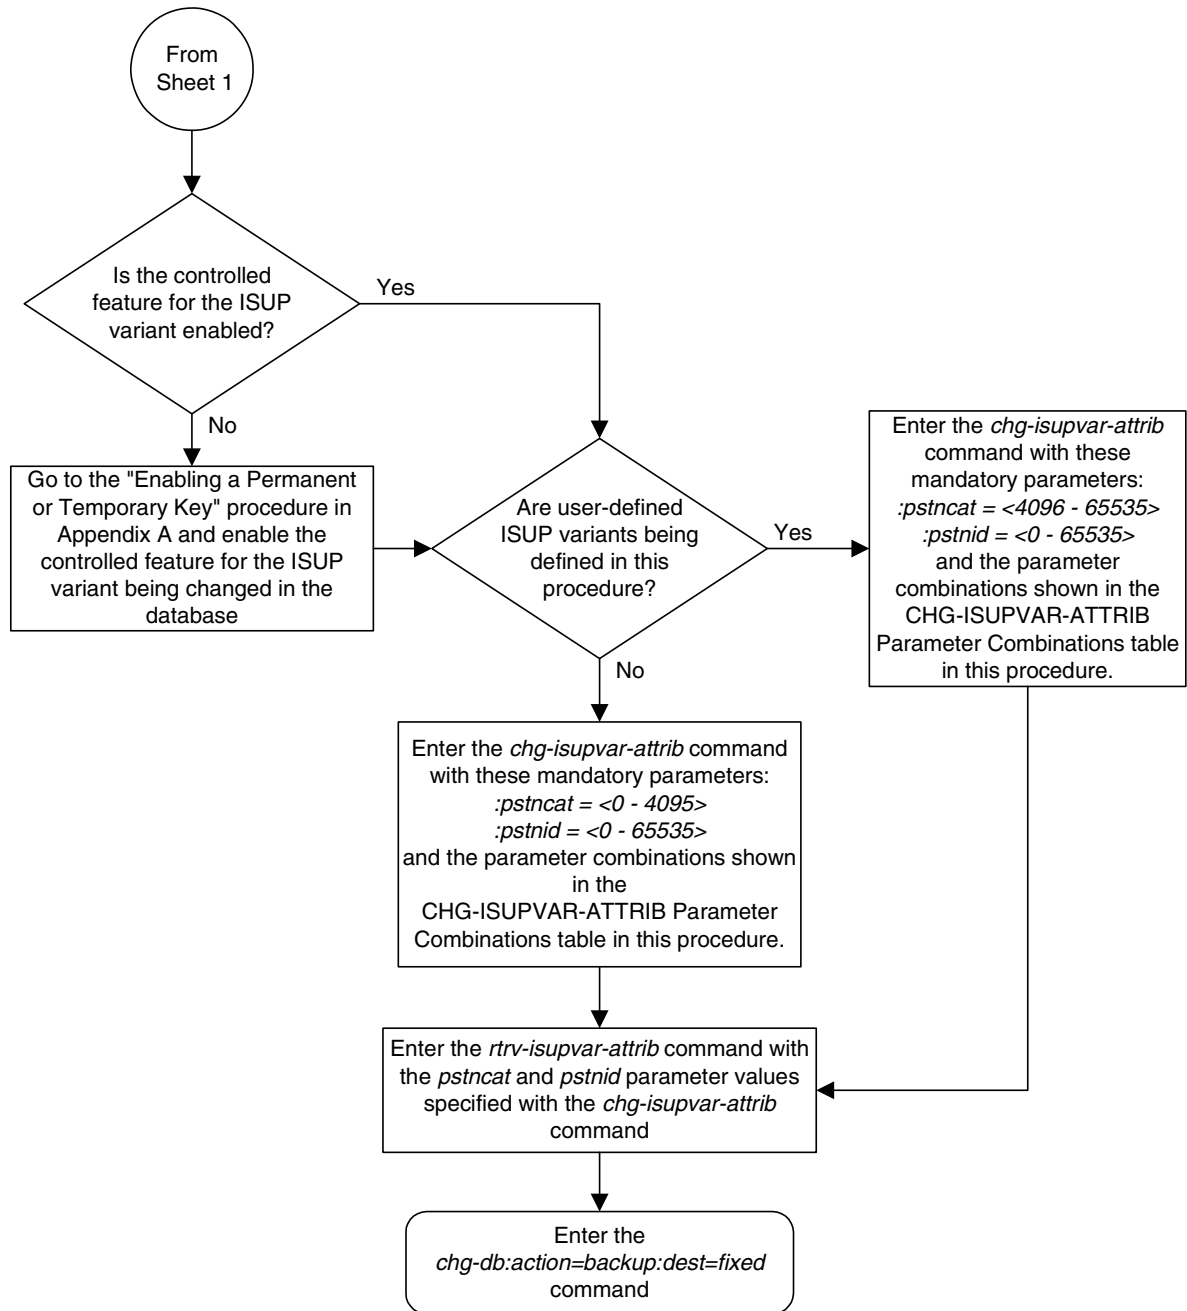 From
Sheet 1
Is the controlled
feature for the ISUP
variant enabled?
Yes
No
Go to the "Enabling a Permanent
or Temporary Key" procedure in
Appendix A and enable the
controlled feature for the ISUP
variant being changed in the
database
Are user-defined
ISUP variants being
defined in this
procedure?
Yes
No
Enter the chg-isupvar-attrib
command with these
mandatory parameters:
:pstncat = <4096 - 65535>
:pstnid = <0 - 65535>
and the parameter
combinations shown in the
CHG-ISUPVAR-ATTRIB
Parameter Combinations table
in this procedure.
Enter the chg-isupvar-attrib command
with these mandatory parameters:
:pstncat = <0 - 4095>
:pstnid = <0 - 65535>
and the parameter combinations shown
in the
CHG-ISUPVAR-ATTRIB Parameter
Combinations table in this procedure.
Enter the rtrv-isupvar-attrib command with
the pstncat and pstnid parameter values
specified with the chg-isupvar-attrib
command
Enter the
chg-db:action=backup:dest=fixed
command